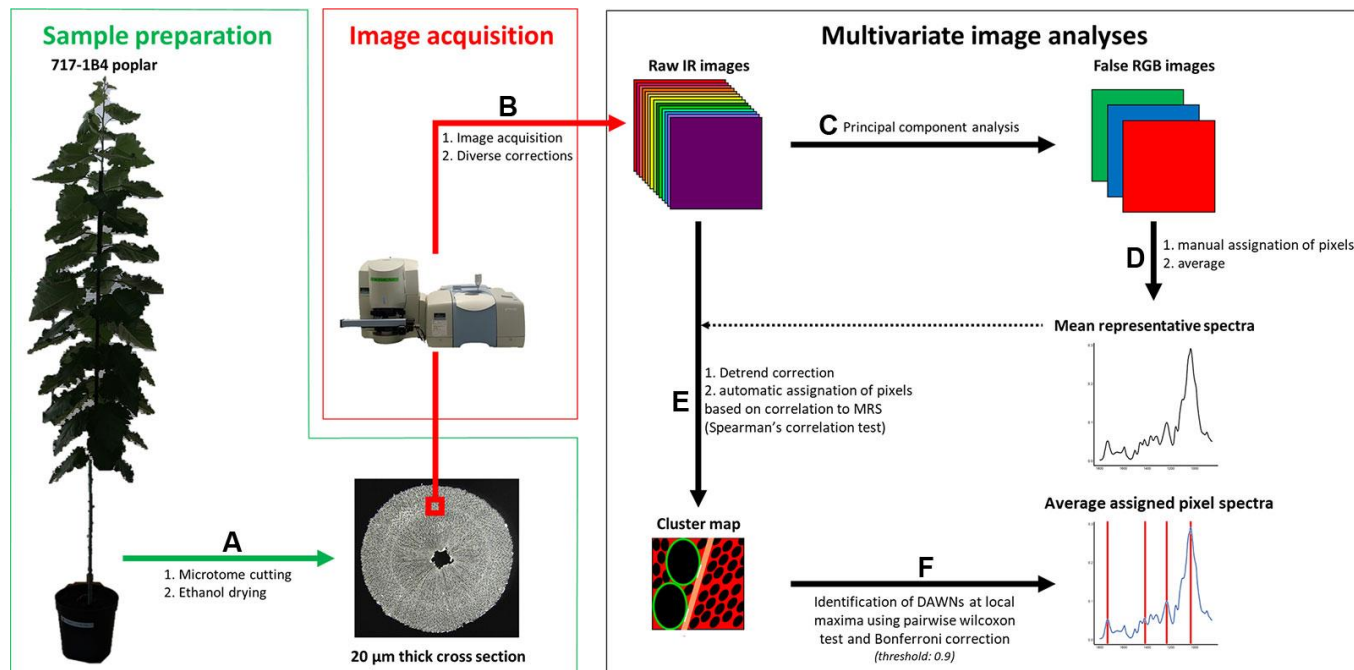 Sample preparation
717-1B4 poplar
A
1. Microtome cutting
2. Ethanol drying
20 µm thick cross section
Image acquisition
B
1. Image acquisition
2. Diverse corrections
Multivariate image analyses
Raw IR images
C
Principal component analysis
False RGB images
D
1. manual assignation of pixels
2. average
Mean representative spectra
E
1. Detrend correction
2. automatic assignation of pixels
based on correlation to MRS
(Spearman's correlation test)
Cluster map
F
Identification of DAWNs at local
maxima using pairwise wilcoxon
test and Bonferroni correction
(threshold: 0.9)
Average assigned pixel spectra